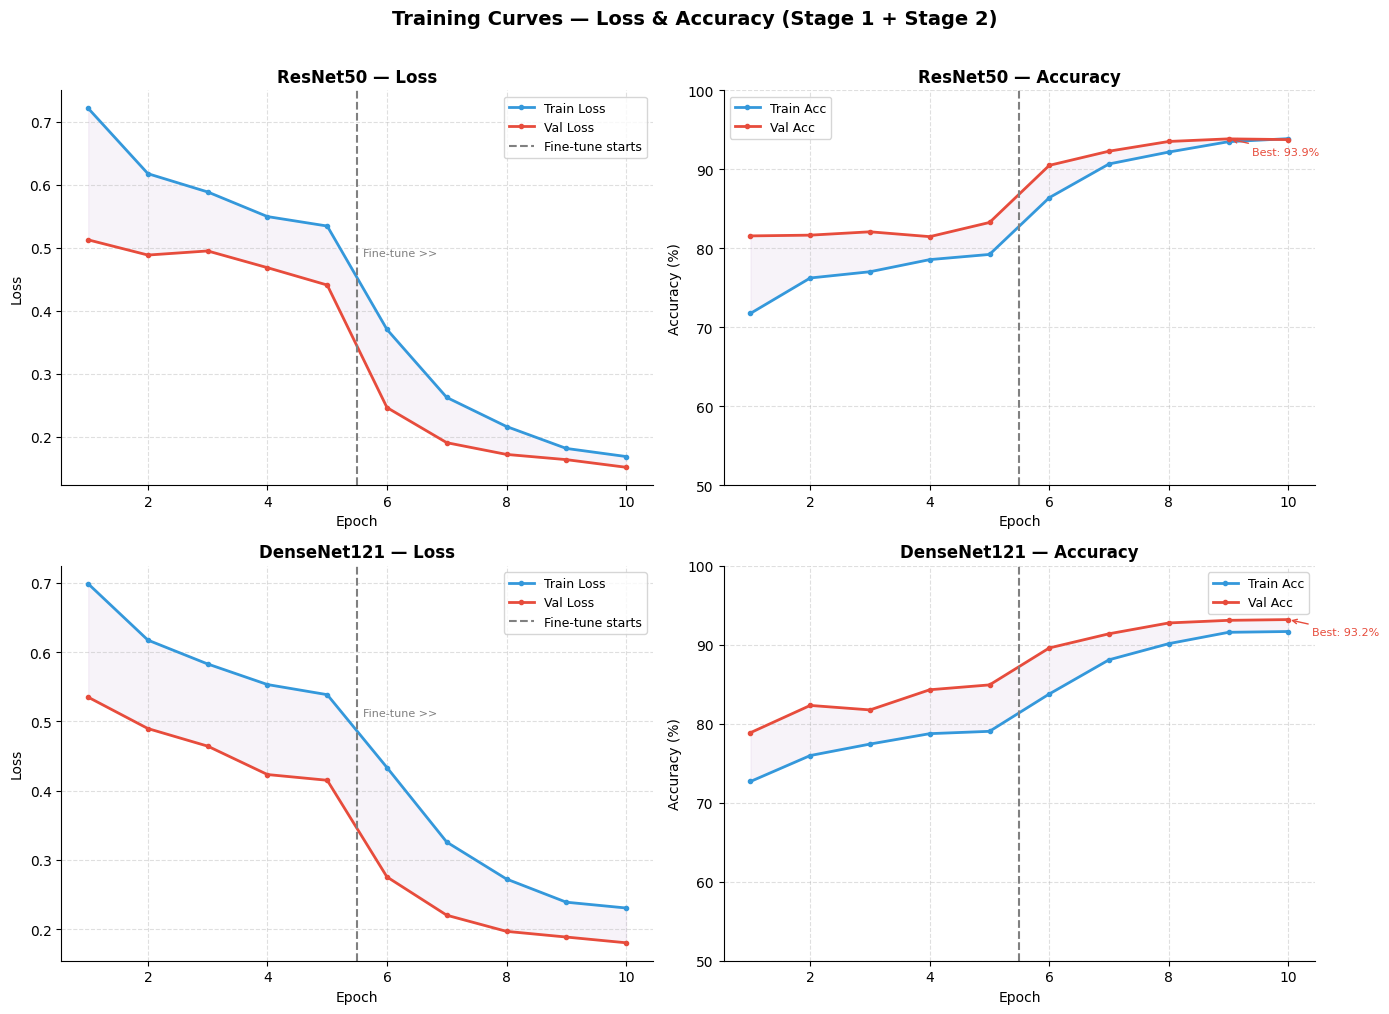 Training Curves — Loss & Accuracy (Stage 1 + Stage 2)
ResNet50 — Loss
Train Loss
Val Loss
Fine-tune starts
Fine-tune >>
0.7
0.6
0.5
0.4
0.3
0.2
Loss
2 4 6 8 10
Epoch
ResNet50 — Accuracy
Train Acc
Val Acc
Best: 93.9%
100
90
80
70
60
50
Accuracy (%)
2 4 6 8 10
Epoch
DenseNet121 — Loss
Train Loss
Val Loss
Fine-tune starts
Fine-tune >>
0.7
0.6
0.5
0.4
0.3
0.2
Loss
2 4 6 8 10
Epoch
DenseNet121 — Accuracy
Train Acc
Val Acc
Best: 93.2%
100
90
80
70
60
50
Accuracy (%)
2 4 6 8 10
Epoch